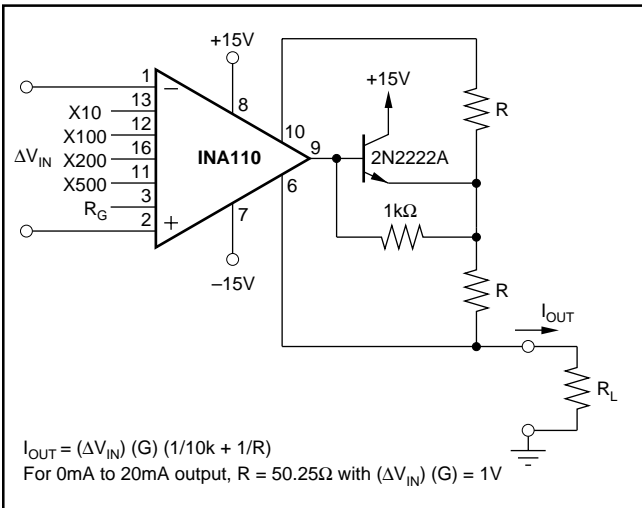 +15V
1
−
13
X10
12
X100
16
X200
11
X500
3
R_G
2
+
ΔV_IN
INA110
8
10
9
6
7
−15V
+15V
2N2222A
1kΩ
R
R
I_OUT
R_L
I_OUT = (ΔV_IN) (G) (1/10k + 1/R)
For 0mA to 20mA output, R = 50.25Ω with (ΔV_IN) (G) = 1V